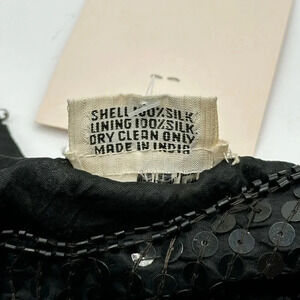 SHELL 100%SILK
LINING 100%SILK
DRY CLEAN ONLY
MADE IN INDIA